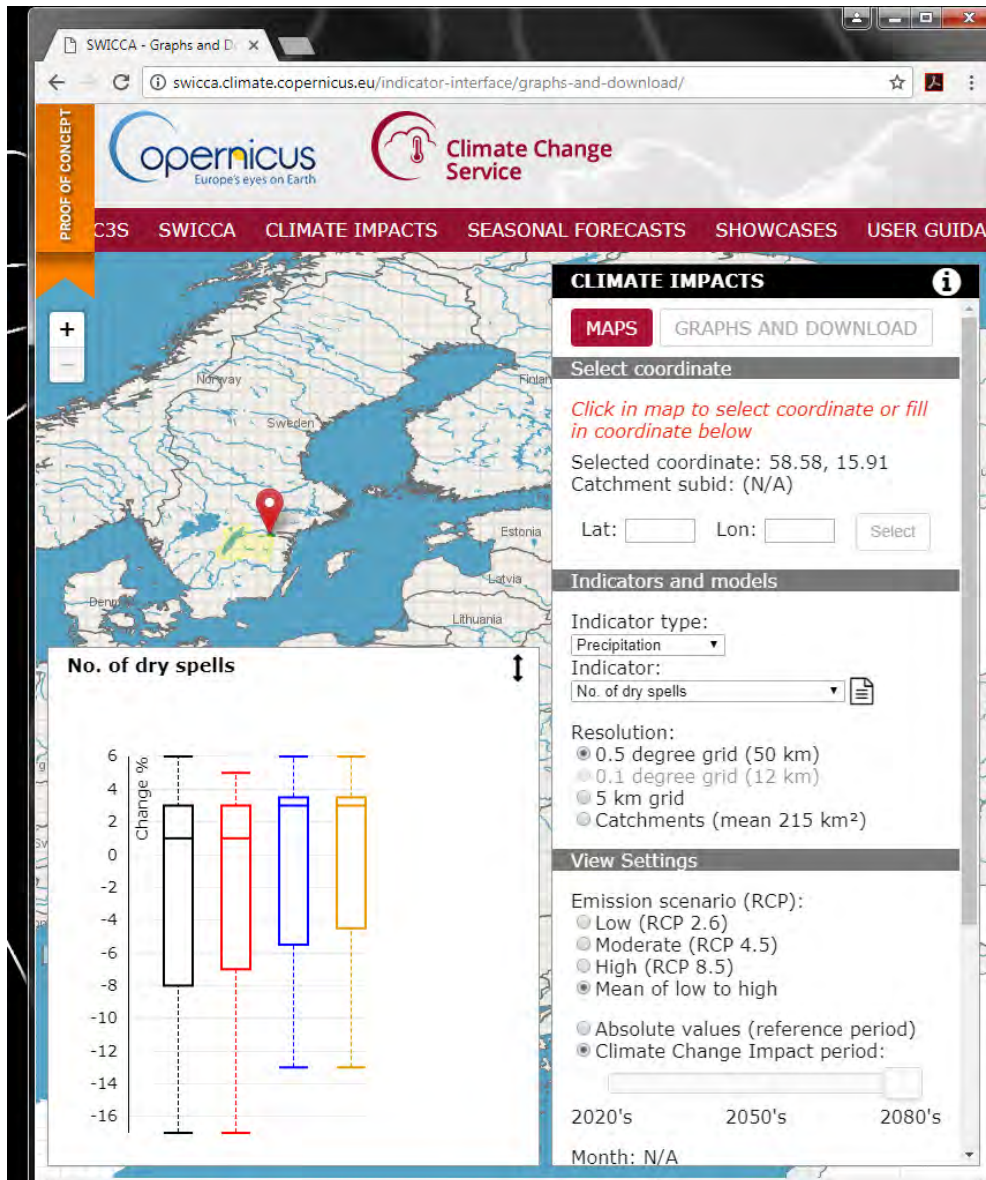 SWICCA - Graphs and D
swicca.climate.copernicus.eu/indicator-interface/graphs-and-download/
PROOF OF CONCEPT
opernicus
Europe's eyes on Earth
Climate Change
Service
C3S SWICCA CLIMATE IMPACTS SEASONAL FORECASTS SHOWCASES USER GUIDA
+
−
Norway
Sweden
Finlan
Estonia
Latvia
Lithuania
CLIMATE IMPACTS
MAPS GRAPHS AND DOWNLOAD
Select coordinate
Click in map to select coordinate or fill
in coordinate below
Selected coordinate: 58.58, 15.91
Catchment subid: (N/A)
Lat: Lon: Select
Indicators and models
Indicator type:
Precipitation
Indicator:
No. of dry spells
Resolution:
0.5 degree grid (50 km)
0.1 degree grid (12 km)
5 km grid
Catchments (mean 215 km²)
View Settings
Emission scenario (RCP):
Low (RCP 2.6)
Moderate (RCP 4.5)
High (RCP 8.5)
Mean of low to high
Absolute values (reference period)
Climate Change Impact period:
2020's 2050's 2080's
Month: N/A
No. of dry spells
Change %
6
4
2
0
-2
-4
-6
-8
-10
-12
-14
-16